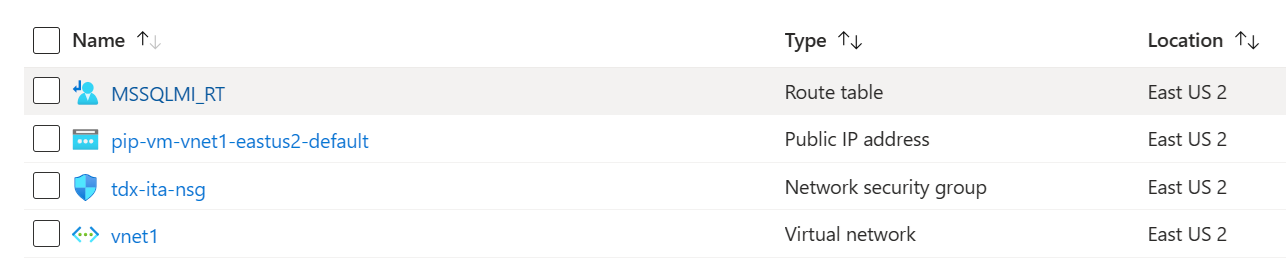 Name ↑↓ Type ↑↓ Location ↑↓
MSSQLMI_RT Route table East US 2
pip-vm-vnet1-eastus2-default Public IP address East US 2
tdx-ita-nsg Network security group East US 2
vnet1 Virtual network East US 2